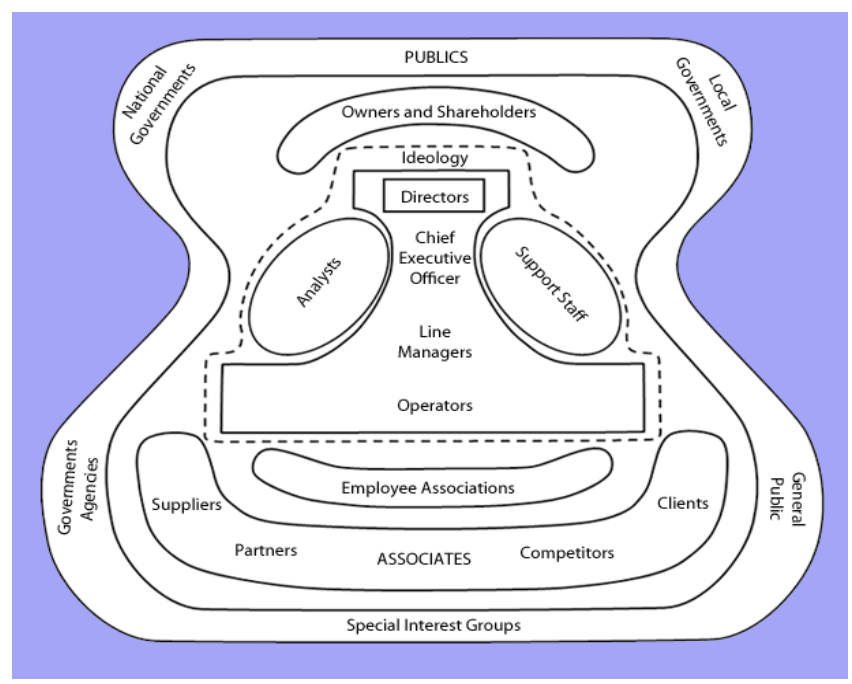 PUBLICS
National
Governments
Local
Governments
Owners and Shareholders
Ideology
Directors
Chief
Executive
Officer
Analysts
Support Staff
Line
Managers
Operators
Governments
Agencies
General
Public
Employee Associations
Suppliers
Clients
Partners
ASSOCIATES
Competitors
Special Interest Groups